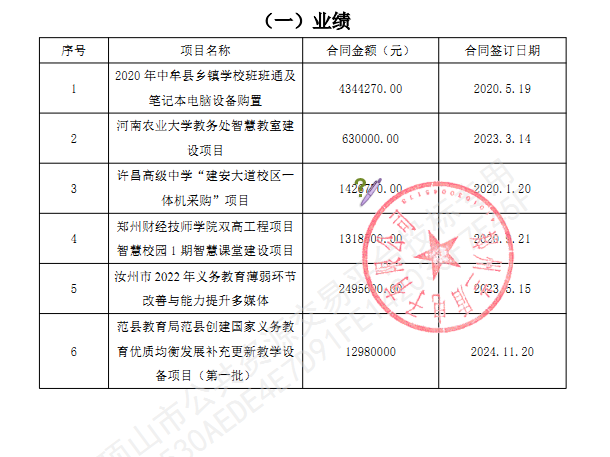 （一）业绩
序号 项目名称 合同金额（元） 合同签订日期
1 2020年中牟县乡镇学校班班通及 4344270.00 2020.5.19
笔记本电脑设备购置
2 河南农业大学教务处智慧教室建 630000.00 2023.3.14
设项目
3 许昌高级中学“建安大道校区一 2020.1.20
体机采购”项目
4 郑州财经技师学院双高工程项目
智慧校园1期智慧课堂建设项目
5 汝州市2022年义务教育薄弱环节
改善与能力提升多媒体
6 范县教育局范县创建国家义务教 12980000 2024.11.20
育优质均衡发展补充更新教学设
备项目（第一批）